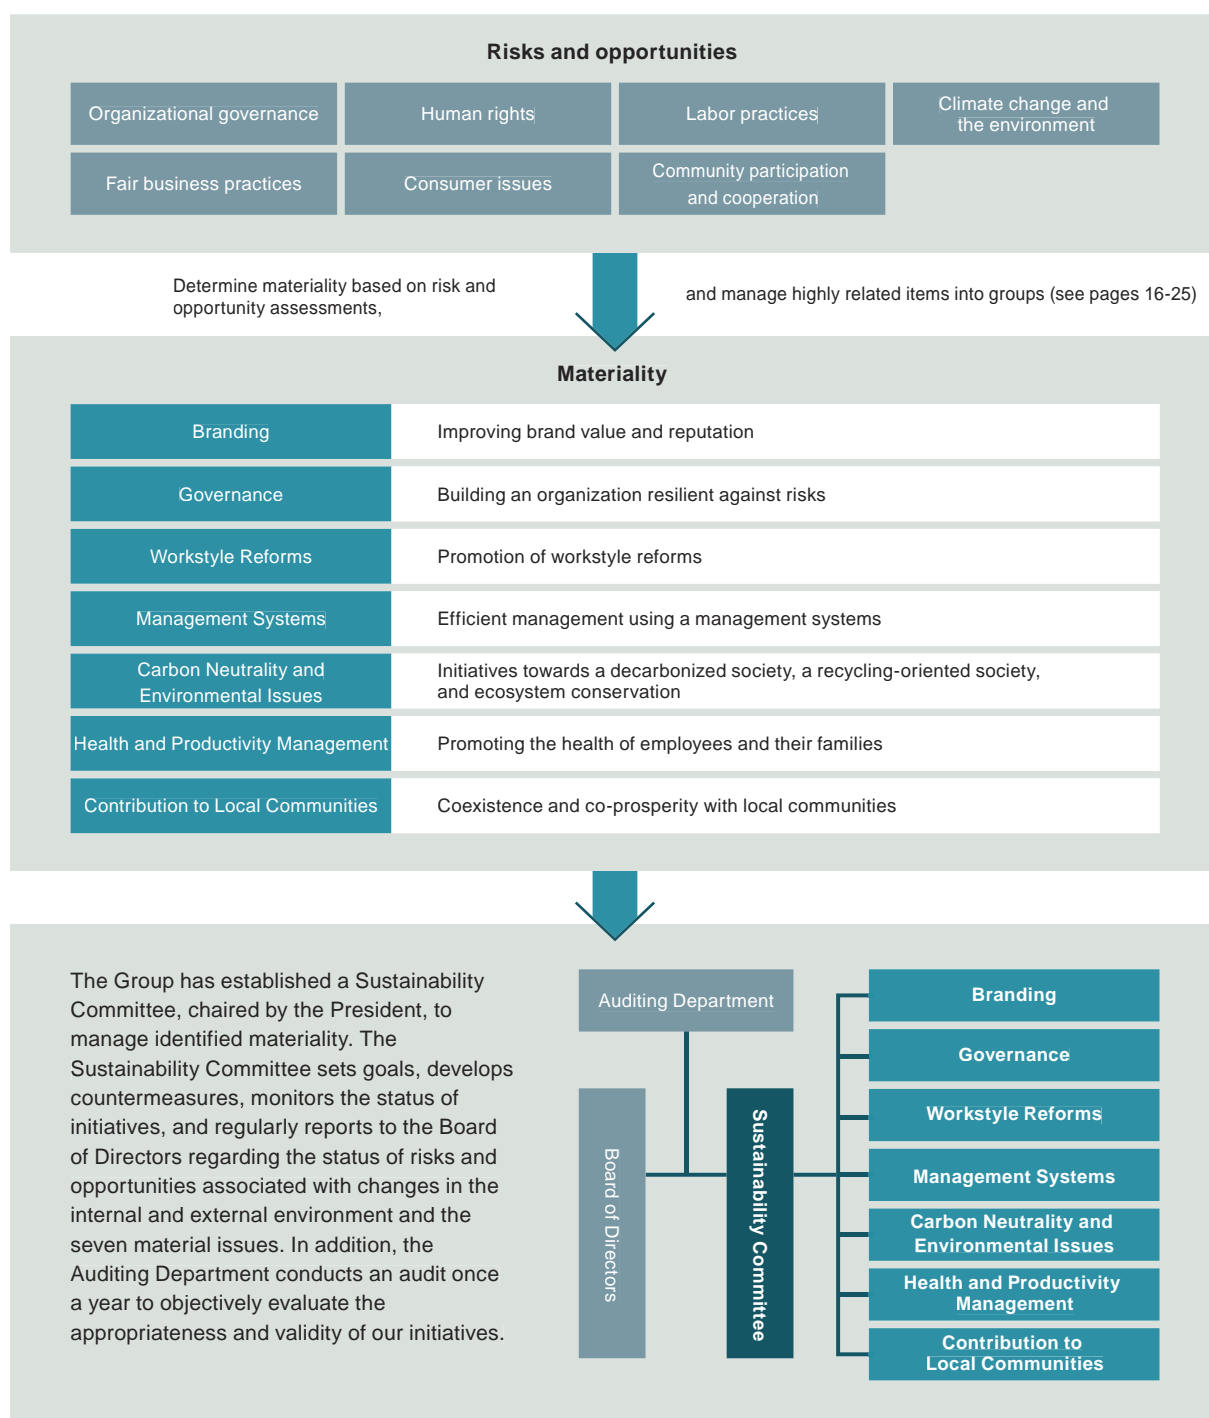 Risks and opportunities
Organizational governance
Human rights
Labor practices
Climate change and
the environment
Fair business practices
Consumer issues
Community participation
and cooperation
Determine materiality based on risk and
opportunity assessments,
and manage highly related items into groups (see pages 16-25)
Materiality
Branding
Improving brand value and reputation
Governance
Building an organization resilient against risks
Workstyle Reforms
Promotion of workstyle reforms
Management Systems
Efficient management using a management systems
Carbon Neutrality and
Environmental Issues
Initiatives towards a decarbonized society, a recycling-oriented society,
and ecosystem conservation
Health and Productivity Management
Promoting the health of employees and their families
Contribution to Local Communities
Coexistence and co-prosperity with local communities
The Group has established a Sustainability
Committee, chaired by the President, to
manage identified materiality. The
Sustainability Committee sets goals, develops
countermeasures, monitors the status of
initiatives, and regularly reports to the Board
of Directors regarding the status of risks and
opportunities associated with changes in the
internal and external environment and the
seven material issues. In addition, the
Auditing Department conducts an audit once
a year to objectively evaluate the
appropriateness and validity of our initiatives.
Auditing Department
Board of Directors
Sustainability Committee
Branding
Governance
Workstyle Reforms
Management Systems
Carbon Neutrality and
Environmental Issues
Health and Productivity
Management
Contribution to
Local Communities